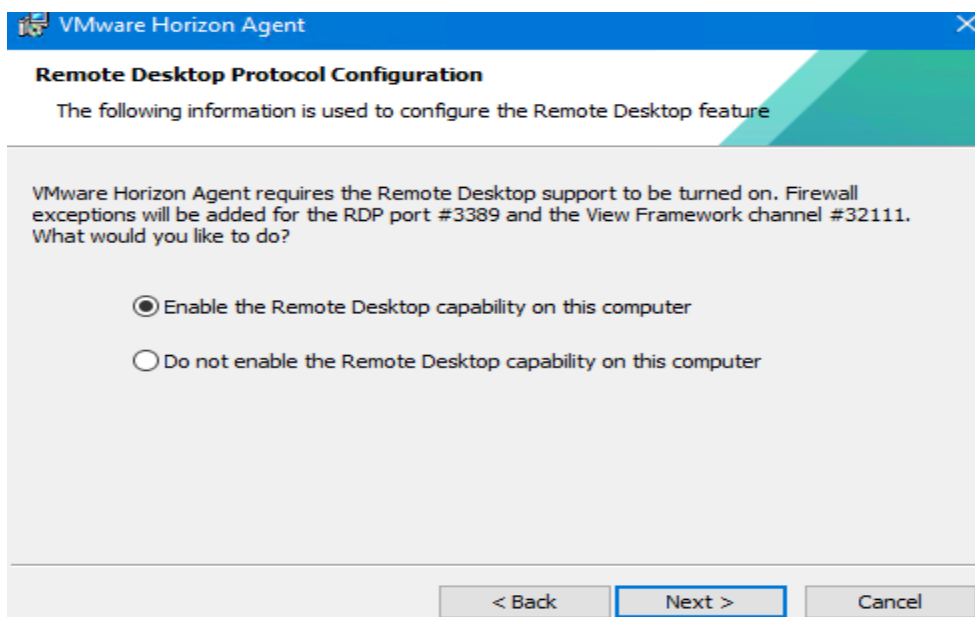 VMware Horizon Agent
Remote Desktop Protocol Configuration
The following information is used to configure the Remote Desktop feature
VMware Horizon Agent requires the Remote Desktop support to be turned on. Firewall
exceptions will be added for the RDP port #3389 and the View Framework channel #32111.
What would you like to do?
Enable the Remote Desktop capability on this computer
Do not enable the Remote Desktop capability on this computer
< Back Next > Cancel